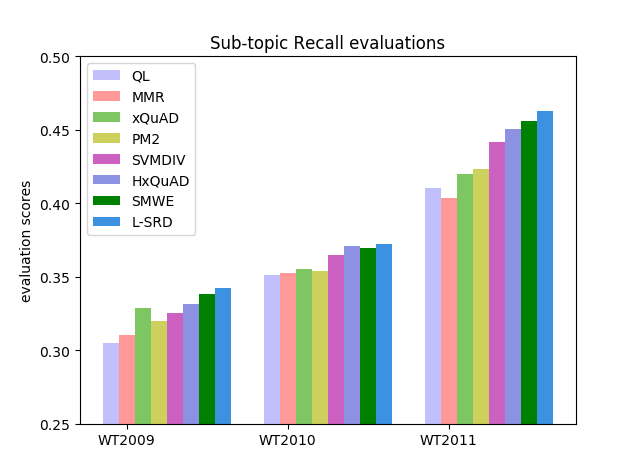 Sub-topic Recall evaluations
0.50
0.45
0.40
0.35
0.30
0.25
evaluation scores
QL
MMR
xQuAD
PM2
SVMDIV
HxQuAD
SMWE
L-SRD
WT2009
WT2010
WT2011